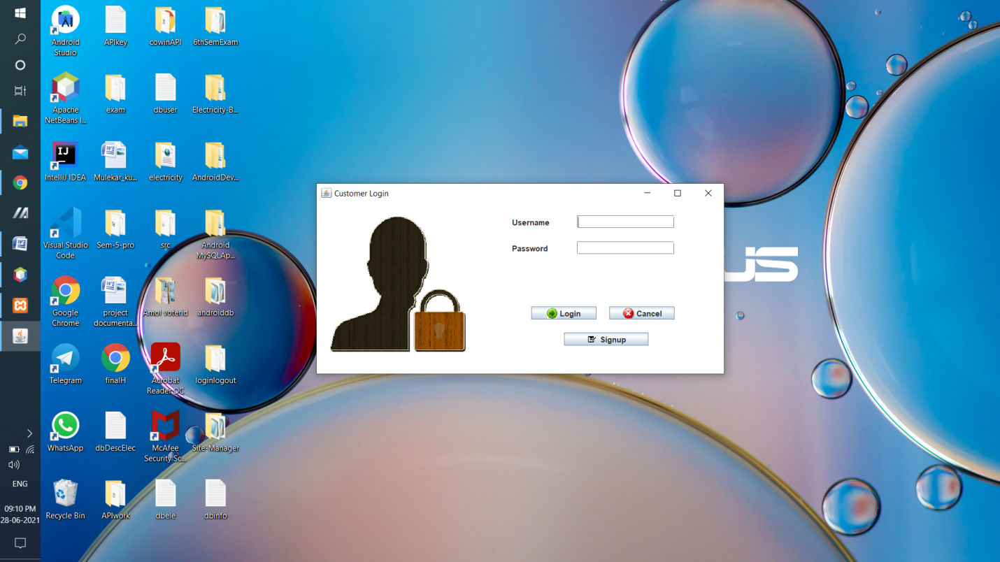 Android
Studio
APIkey
cowinAPI
6thSemExam
Apache
NetBeans I...
exam
dbuser
Electricity-B...
IJ
IntelliJ IDEA
Mulekar_ku...
electricity
AndroidDev...
Visual Studio
Code
Sem-5-pro
src
Android
MySQLAp...
Google
Chrome
project
documenta...
Amol voterid
androiddb
Telegram
finalH
Acrobat
Reader DC
loginlogout
WhatsApp
dbDescElec
McAfee
Security Sc...
Site-Manager
Recycle Bin
APIwork
dbele
dbinfo
Customer Login
Username
Password
Login
Cancel
Signup
ENG
09:10 PM
28-06-2021